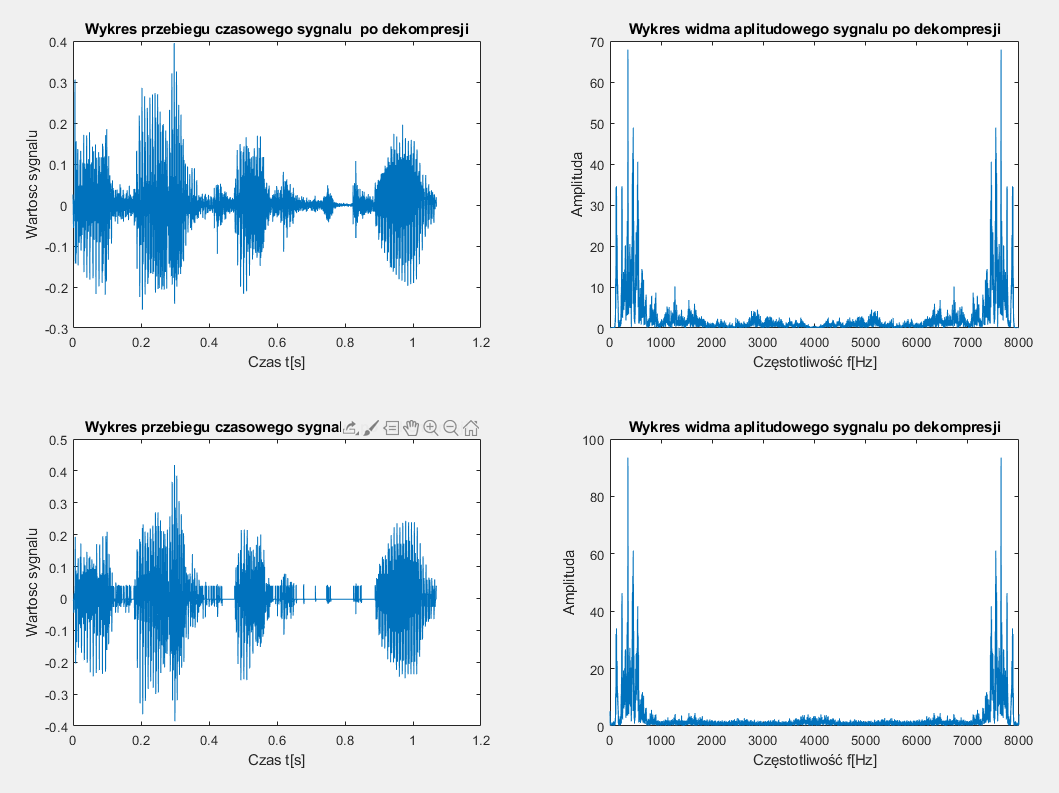 Wykres przebiegu czasowego sygnalu  po dekompresji
0.4
0.3
0.2
0.1
0
-0.1
-0.2
-0.3
Wartosc sygnalu
0 0.2 0.4 0.6 0.8 1 1.2
Czas t[s]
Wykres widma aplitudowego sygnalu po dekompresji
70
60
50
40
30
20
10
0
Amplituda
0 1000 2000 3000 4000 5000 6000 7000 8000
Częstotliwość f[Hz]
Wykres przebiegu czasowego sygnal
0.5
0.4
0.3
0.2
0.1
0
-0.1
-0.2
-0.3
-0.4
Wartosc sygnalu
0 0.2 0.4 0.6 0.8 1 1.2
Czas t[s]
Wykres widma aplitudowego sygnalu po dekompresji
100
80
60
40
20
0
Amplituda
0 1000 2000 3000 4000 5000 6000 7000 8000
Częstotliwość f[Hz]